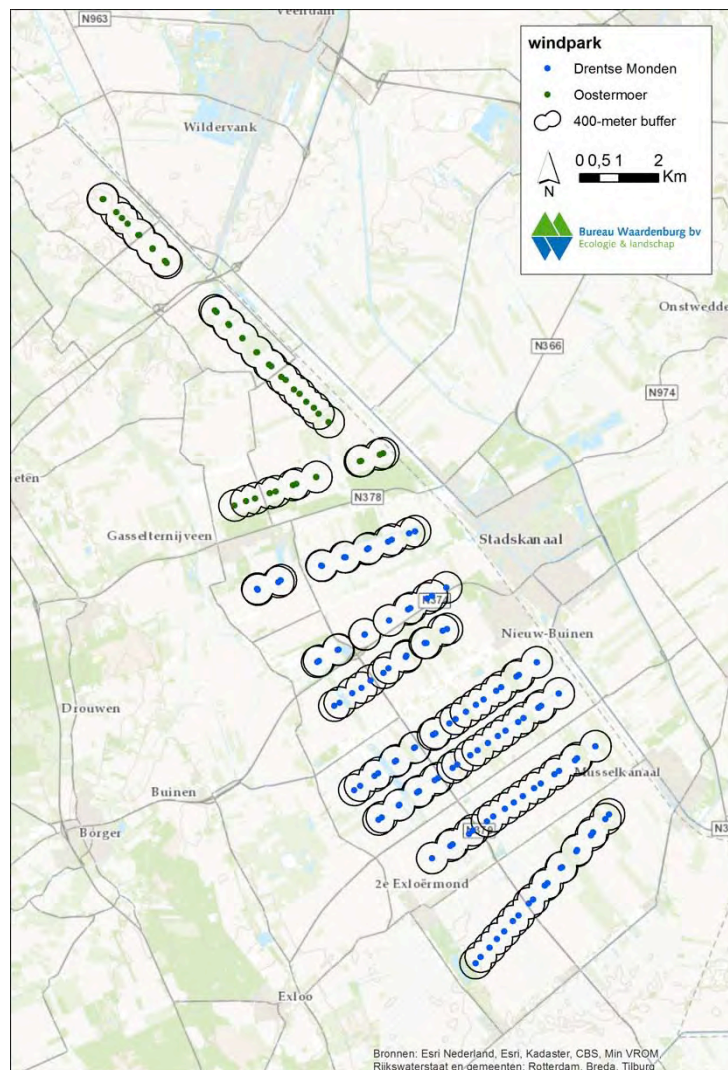 N963
Veendam
Wildervank
windpark
Drentse Monden
Oostermoer
400-meter buffer
0 0,5 1 2
Km
N
Bureau Waardenburg bv
Ecologie & landschap
Onstwedde
N366
N974
eten
N378
Gasselternijveen
Stadskanaal
N374
Nieuw-Buinen
Drouwen
Musselkanaal
Buinen
Borger
N379
N3
2e Exloërmond
Exloo
Bronnen: Esri Nederland, Esri, Kadaster, CBS, Min VROM,
Rijkswaterstaat en gemeenten: Rotterdam, Breda, Tilburg